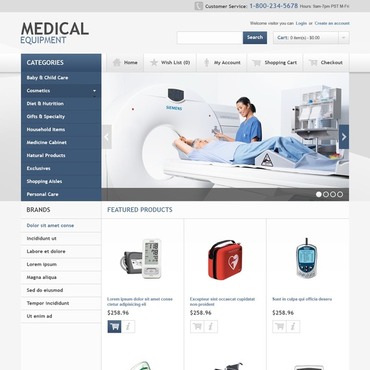 Customer Service: 1-800-234-5678 Hours: 8am-7pm PST M-Fri
MEDICAL
EQUIPMENT
Welcome visitor you can Login or Create an account
Search
Cart: 0 item(s) - $0.00
CATEGORIES
Home
Wish List (0)
My Account
Shopping Cart
Checkout
Baby & Child Care
Cosmetics
Diet & Nutrition
Gifts & Specialty
Household Items
Medicine Cabinet
Natural Products
Exclusives
Shopping Aisles
Personal Care
SIEMENS
BRANDS
Dolor sit amet conse
Incididunt ut
Labore et dolore
Lorem ipsum
Magna aliqua
Sed do eiusmod
Tempor incididunt
Ut enim ad
FEATURED PRODUCTS
Lorem ipsum dolor sit amet conse
ctetur adipisicing eli
$258.96
Excepteur sint occaecat cupidatat
non proident
$258.96
Sunt in culpa qui officia deseru
$258.96